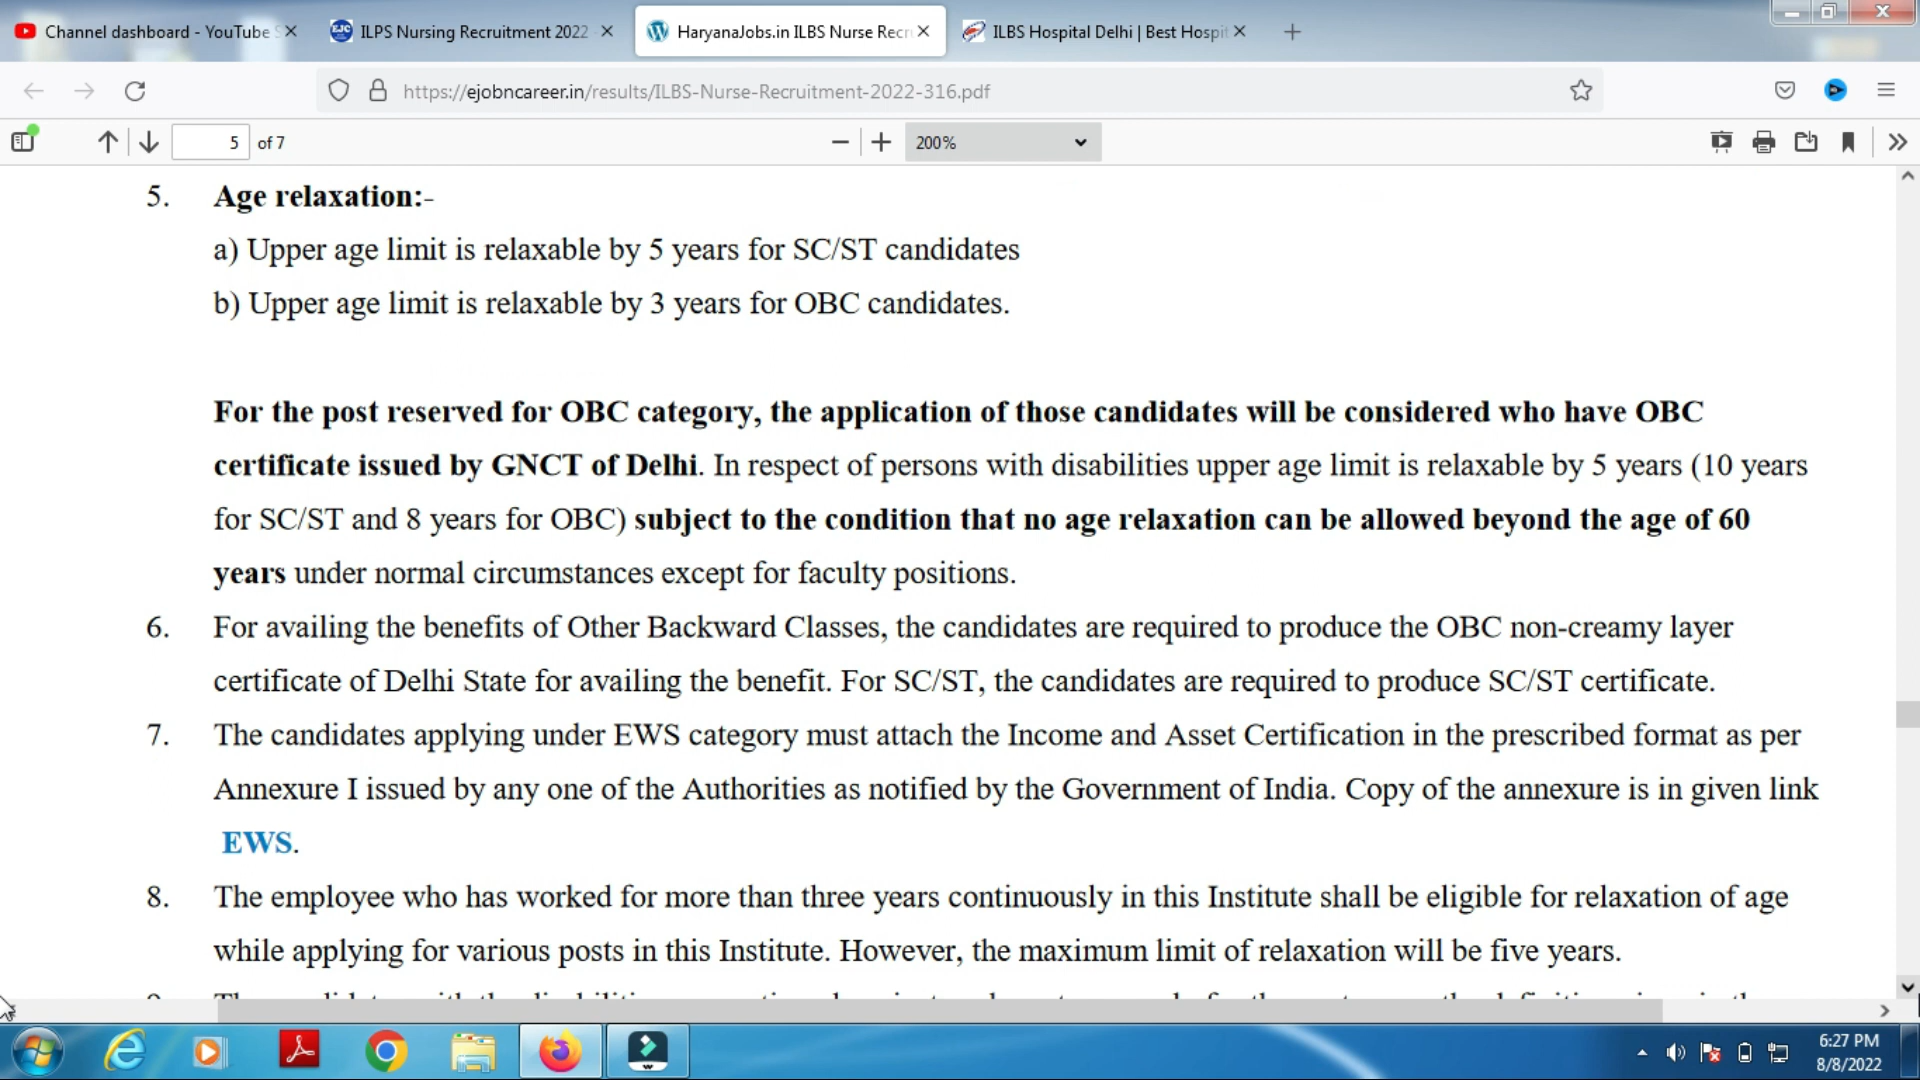 Channel dashboard - YouTube S
ILPS Nursing Recruitment 2022
HaryanaJobs.in ILBS Nurse Recru
ILBS Hospital Delhi | Best Hospit
https://ejobncareer.in/results/ILBS-Nurse-Recruitment-2022-316.pdf
5 of 7
200%
5. Age relaxation:-
a) Upper age limit is relaxable by 5 years for SC/ST candidates
b) Upper age limit is relaxable by 3 years for OBC candidates.
For the post reserved for OBC category, the application of those candidates will be considered who have OBC
certificate issued by GNCT of Delhi. In respect of persons with disabilities upper age limit is relaxable by 5 years (10 years
for SC/ST and 8 years for OBC) subject to the condition that no age relaxation can be allowed beyond the age of 60
years under normal circumstances except for faculty positions.
6. For availing the benefits of Other Backward Classes, the candidates are required to produce the OBC non-creamy layer
certificate of Delhi State for availing the benefit. For SC/ST, the candidates are required to produce SC/ST certificate.
7. The candidates applying under EWS category must attach the Income and Asset Certification in the prescribed format as per
Annexure I issued by any one of the Authorities as notified by the Government of India. Copy of the annexure is in given link
EWS.
8. The employee who has worked for more than three years continuously in this Institute shall be eligible for relaxation of age
while applying for various posts in this Institute. However, the maximum limit of relaxation will be five years.
6:27 PM
8/8/2022